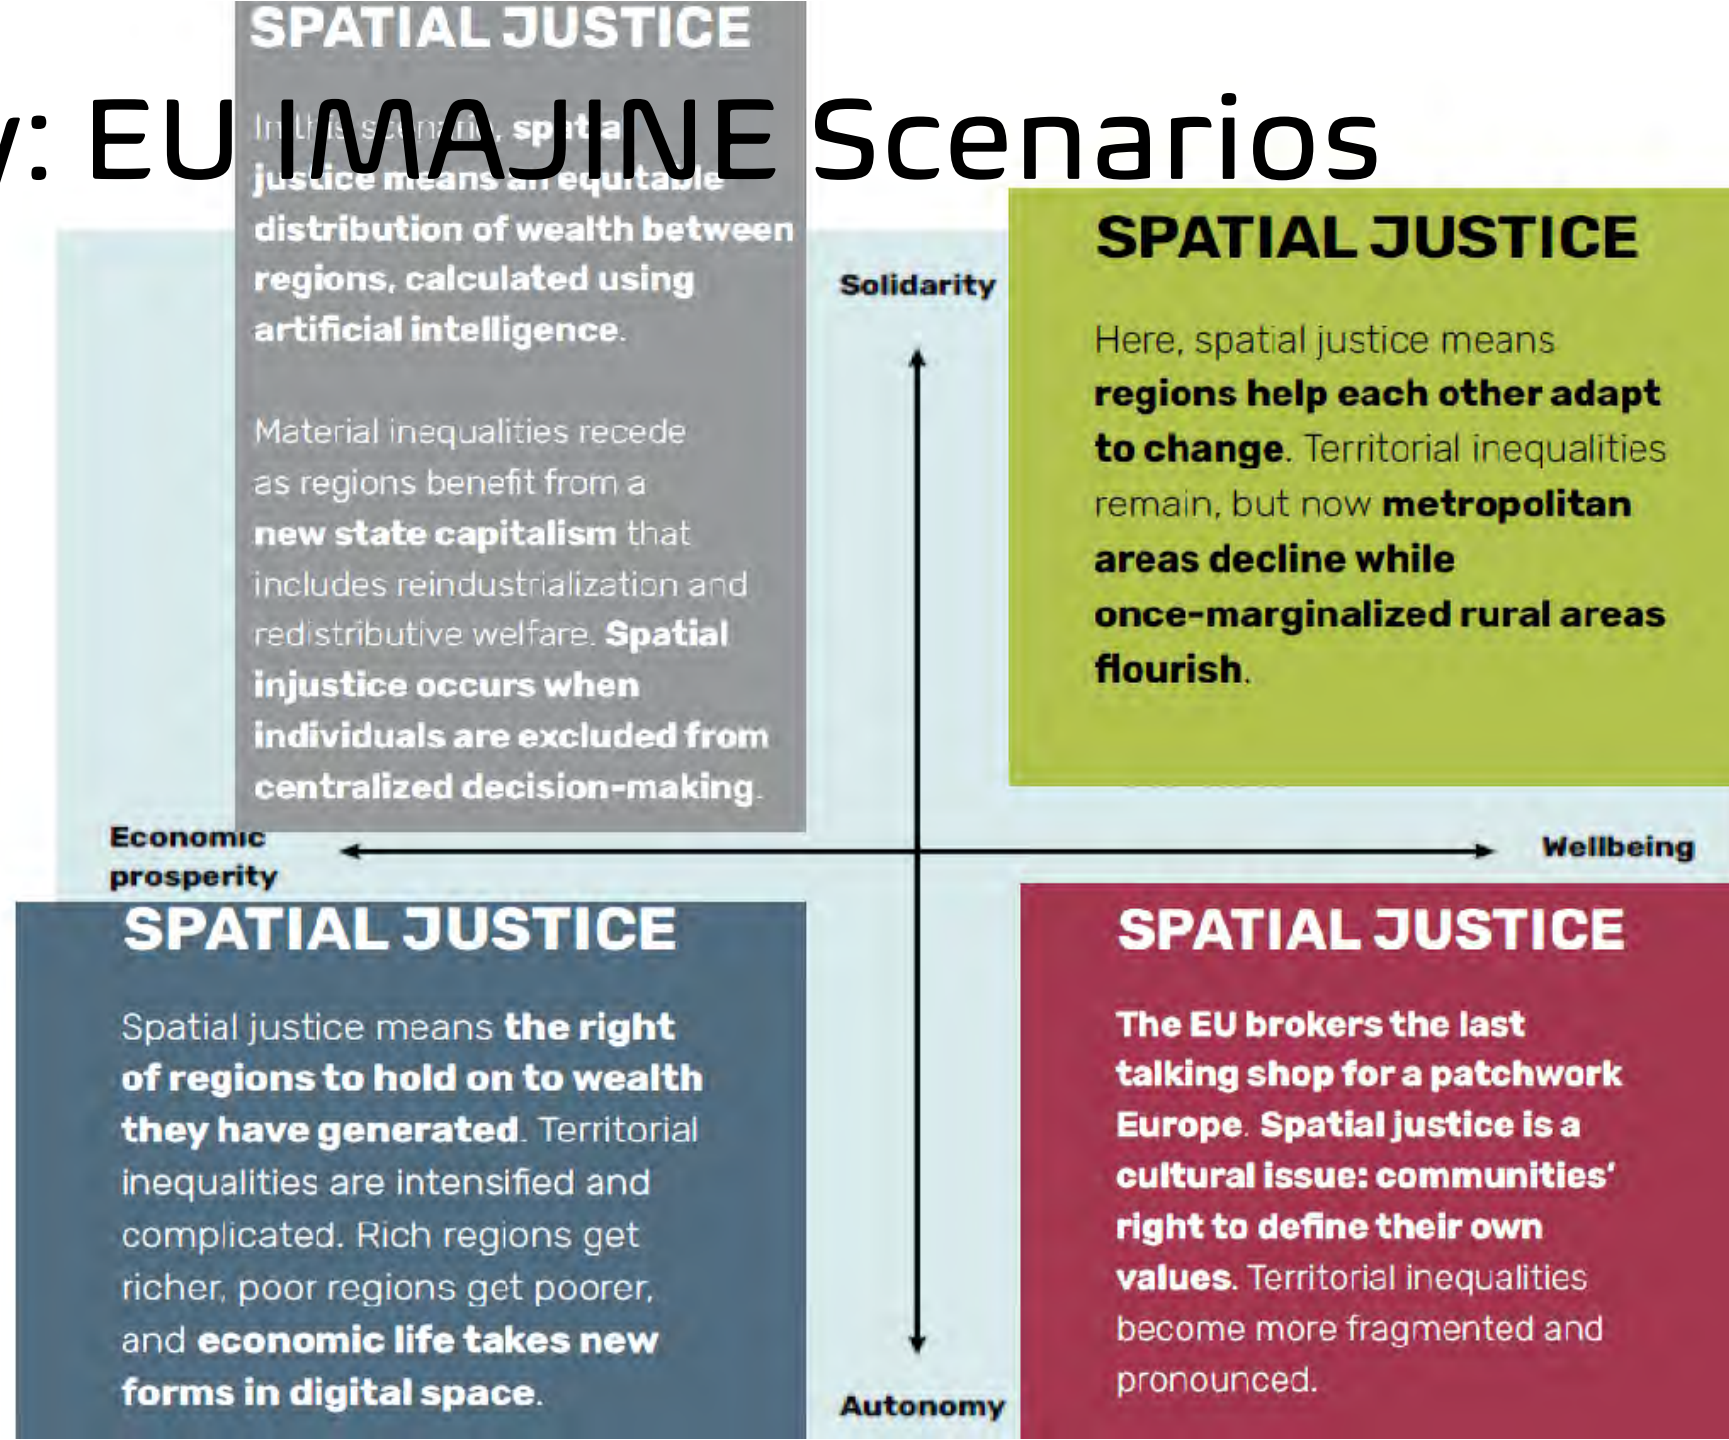 SPATIAL JUSTICE
y: EU IMAJINE Scenarios
In this scenario, spatial
justice means an equitable
distribution of wealth between
regions, calculated using
artificial intelligence.
Material inequalities recede
as regions benefit from a
new state capitalism that
includes reindustrialization and
redistributive welfare. Spatial
injustice occurs when
individuals are excluded from
centralized decision-making.
Solidarity
SPATIAL JUSTICE
Here, spatial justice means
regions help each other adapt
to change. Territorial inequalities
remain, but now metropolitan
areas decline while
once-marginalized rural areas
flourish.
Economic
prosperity
Wellbeing
SPATIAL JUSTICE
Spatial justice means the right
of regions to hold on to wealth
they have generated. Territorial
inequalities are intensified and
complicated. Rich regions get
richer, poor regions get poorer,
and economic life takes new
forms in digital space.
Autonomy
SPATIAL JUSTICE
The EU brokers the last
talking shop for a patchwork
Europe. Spatial justice is a
cultural issue: communities’
right to define their own
values. Territorial inequalities
become more fragmented and
pronounced.